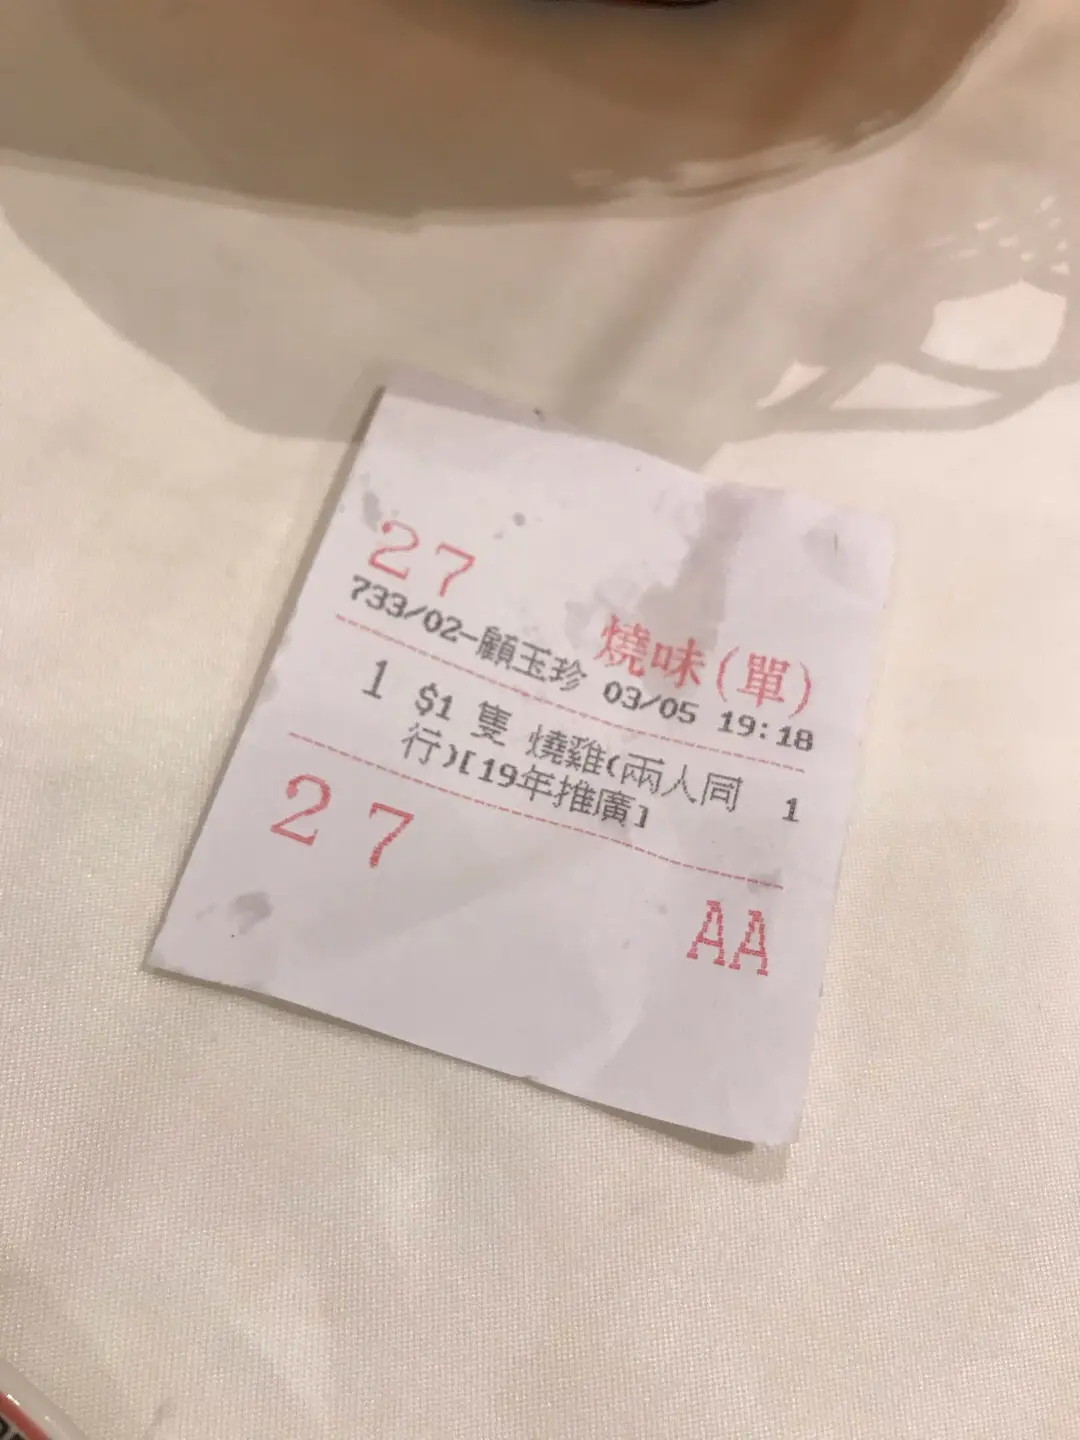 27
燒味(單)
733/02-顧玉珍 03/05 19:18
1 $1 隻 燒雞(兩人同 1
行)[19年推廣]
27
AA